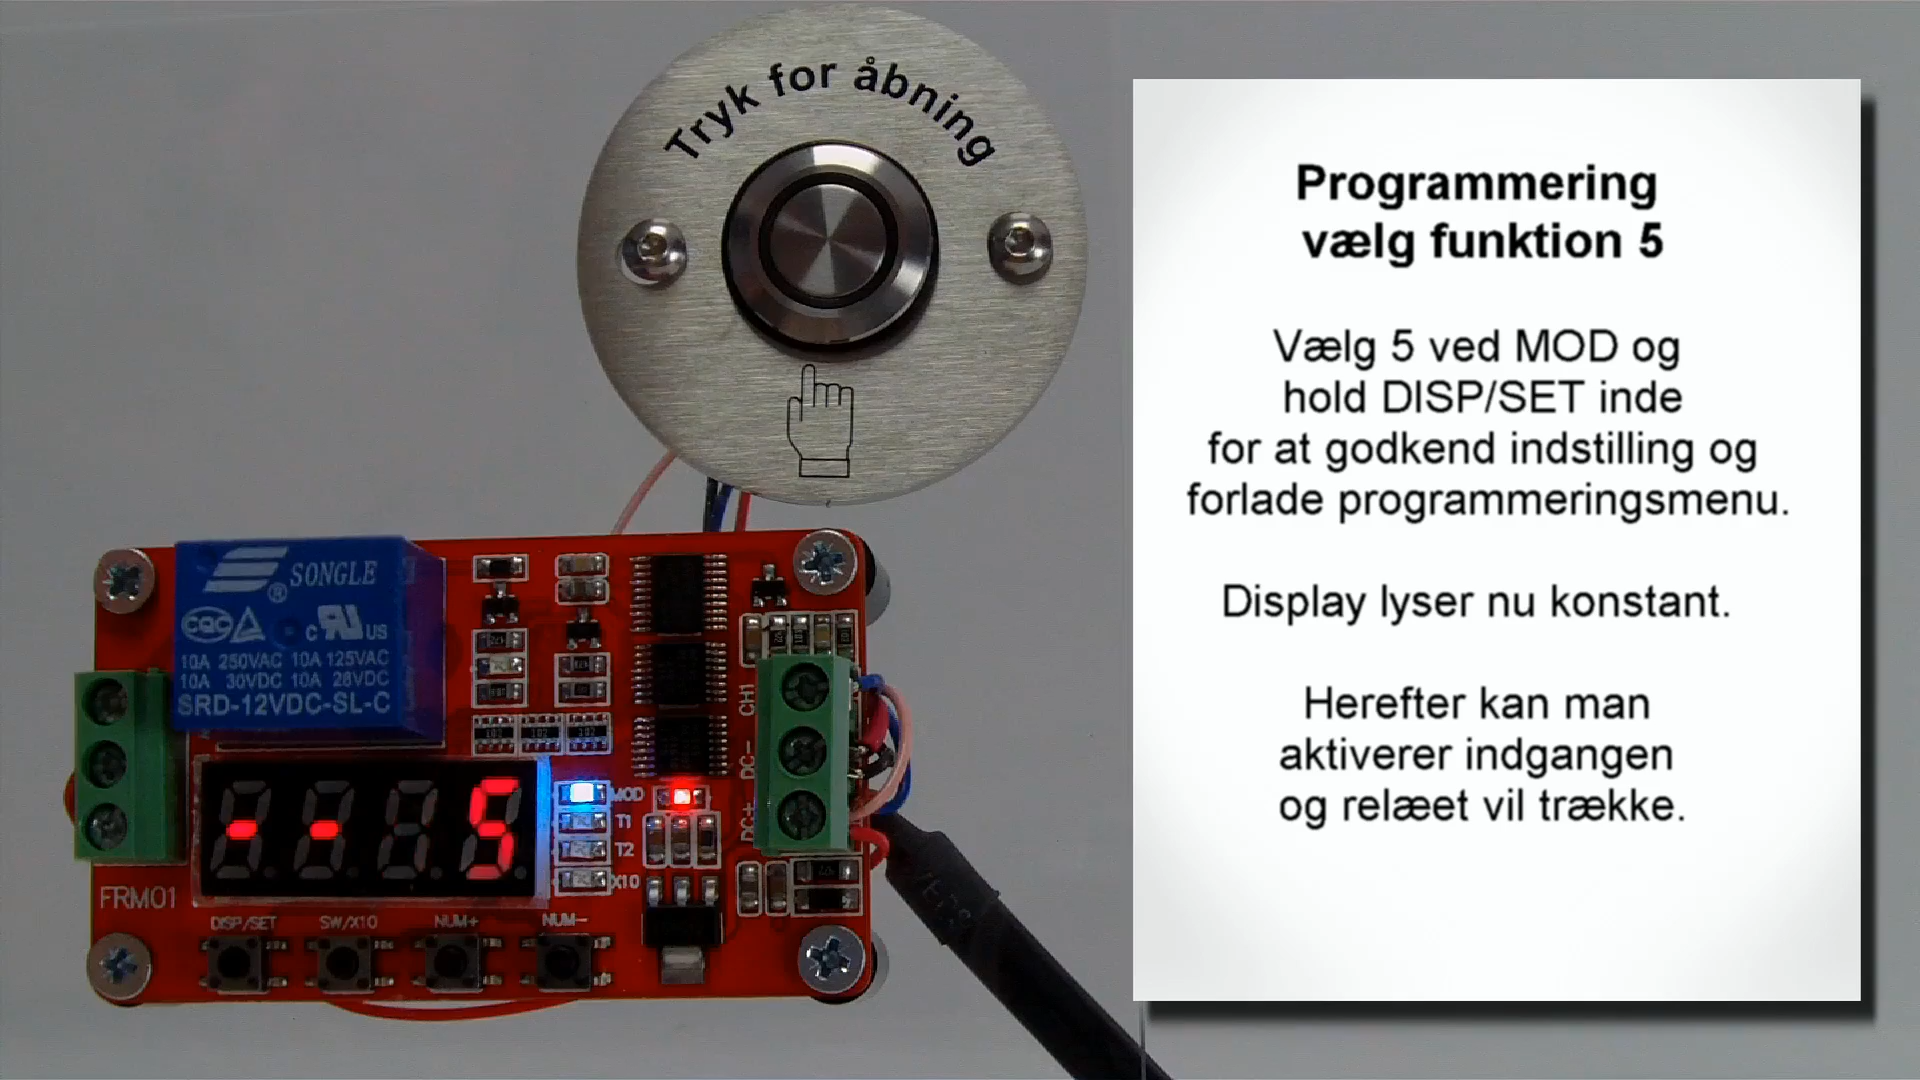 Tryk for åbning
Programmering
vælg funktion 5
Vælg 5 ved MOD og
hold DISP/SET inde
for at godkend indstilling og
forlade programmeringsmenu.
Display lyser nu konstant.
Herefter kan man
aktiverer indgangen
og relæet vil trække.
SONGLE
®
CQC
C US
10A 250VAC 10A 125VAC
10A 30VDC 10A 28VDC
SRD-12VDC-SL-C
CH1
DC-
DC+
- - 5
MOD
T1
T2
X10
FRM01
DISP/SET SW/X10 NUM+ NUM-